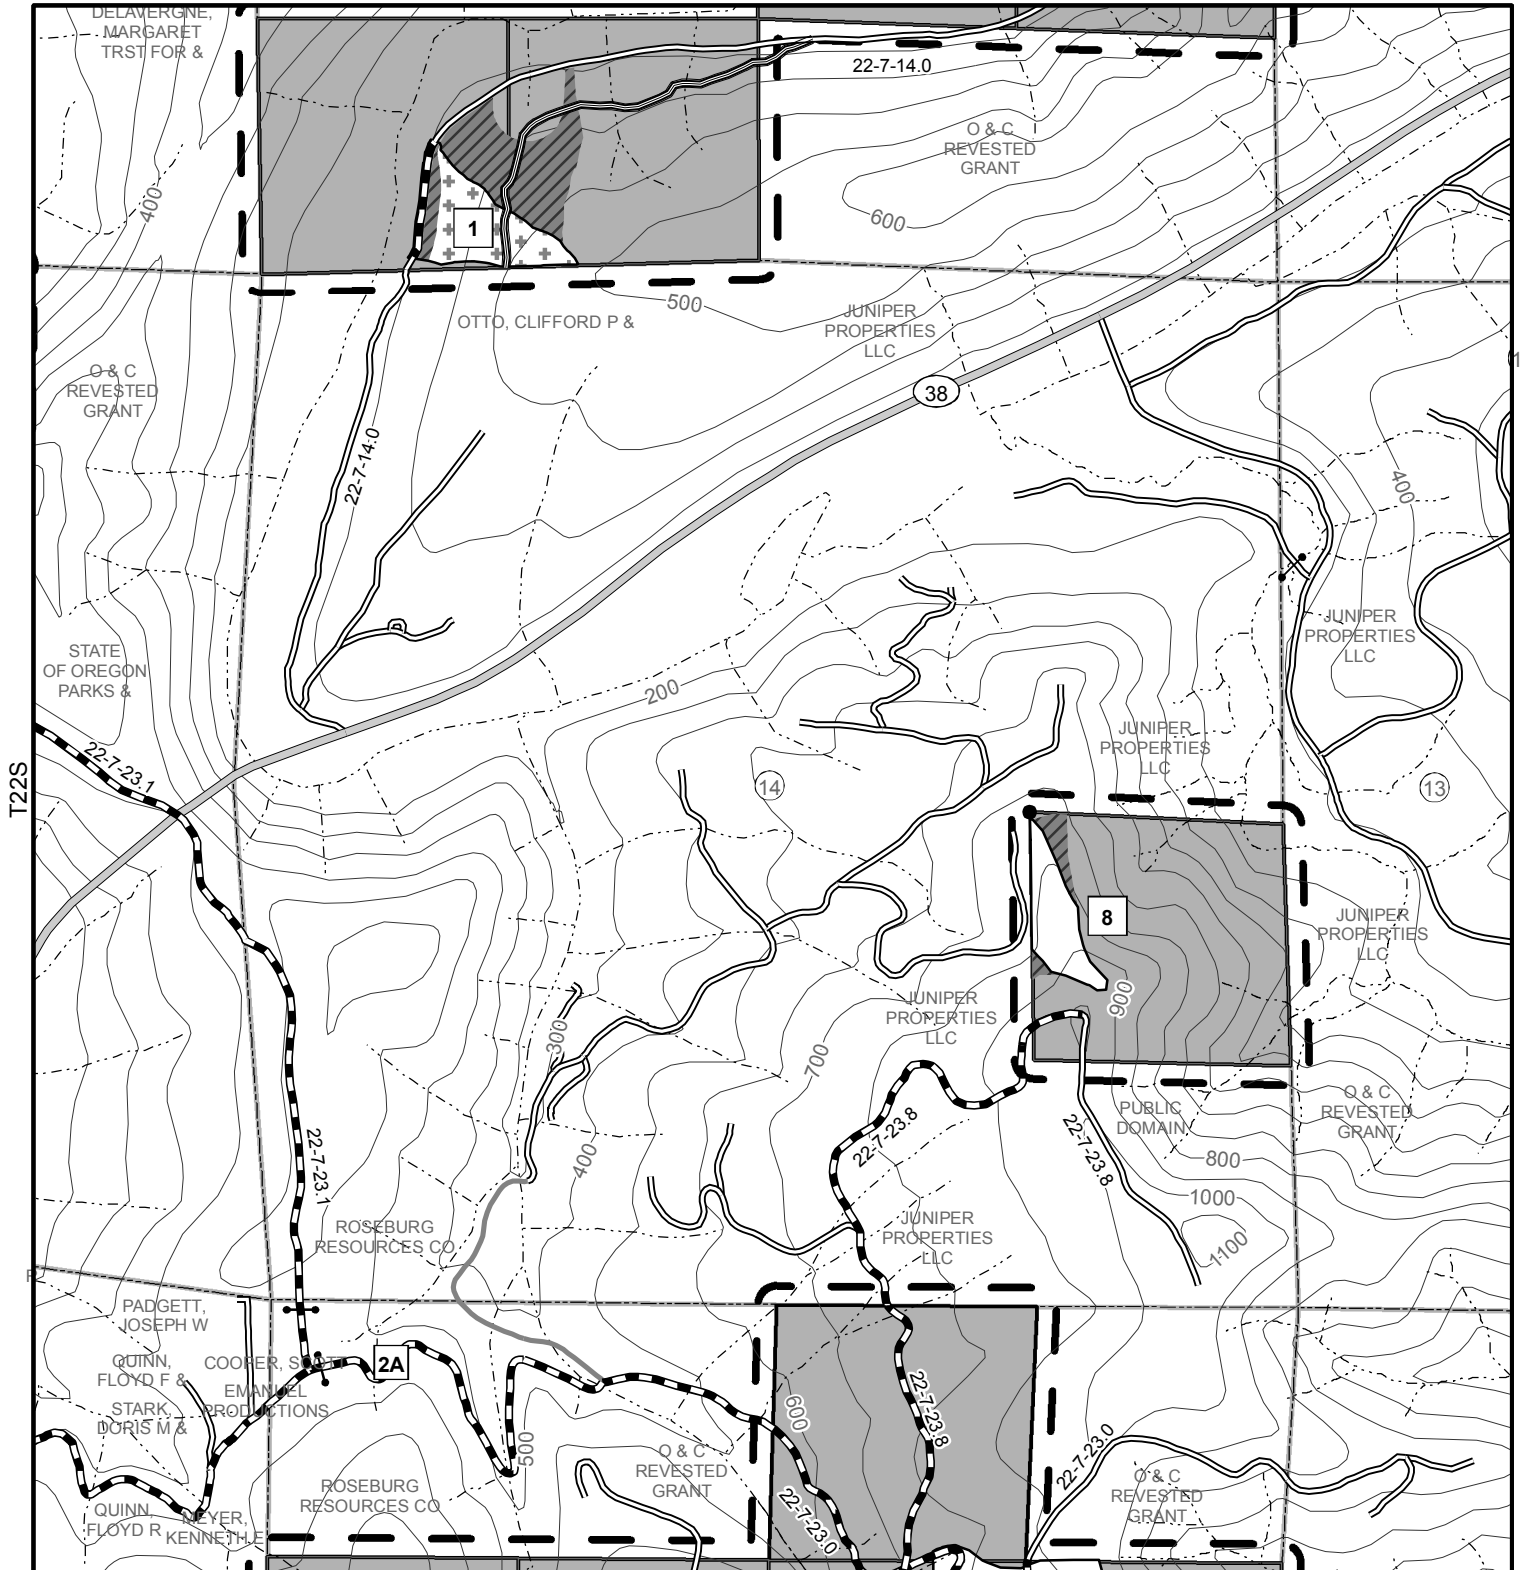 DELAVERGNE,
MARGARET
TRST FOR &
22-7-14.0
O & C
REVESTED
GRANT
400
600
1
500
OTTO, CLIFFORD P &
JUNIPER
PROPERTIES
LLC
O & C
REVESTED
GRANT
38
22-7-14.0
400
STATE
OF OREGON
PARKS &
JUNIPER
PROPERTIES
LLC
200
JUNIPER
PROPERTIES
LLC
22-7-23.1
T22S
14
13
8
JUNIPER
PROPERTIES
LLC
900
JUNIPER
PROPERTIES
LLC
300
700
PUBLIC
DOMAIN
O & C
REVESTED
GRANT
22-7-23.8
22-7-23.8
22-7-23.1
400
800
1000
ROSEBURG
RESOURCES CO
JUNIPER
PROPERTIES
LLC
1100
PADGETT,
JOSEPH W
QUINN,
FLOYD F &
COOPER, SCOTT
2A
EMANUEL
PRODUCTIONS
STARK,
DORIS M &
600
22-7-23.8
500
O & C
REVESTED
GRANT
22-7-23.0
O & C
REVESTED
GRANT
ROSEBURG
RESOURCES CO
22-7-23.0
QUINN,
FLOYD R
MEYER,
KENNETH E